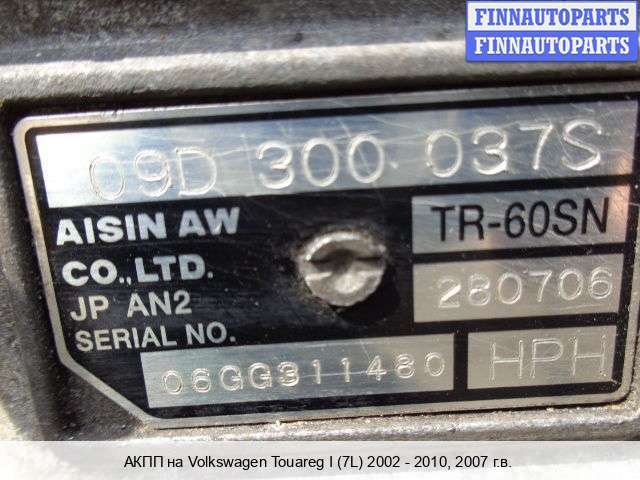 FINNAUTOPARTS
FINNAUTOPARTS
09D 300 037S
AISIN AW
CO.,LTD.
JP AN2
SERIAL NO.
TR-60SN
280706
06GG311480
HPH
АКПП на Volkswagen Touareg I (7L) 2002 - 2010, 2007 г.в.